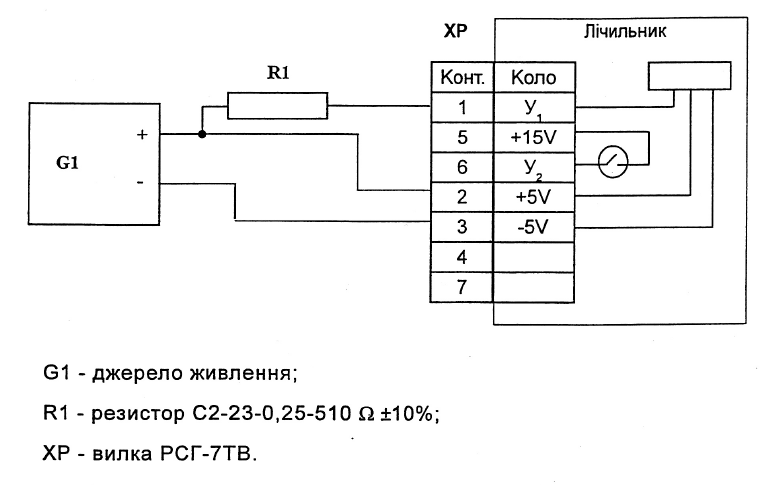 XP Лічильник
R1 Конт. Коло
1 У1
+ 5 +15V
G1 6 У2
- 2 +5V
3 -5V
4
7
G1 - джерело живлення;
R1 - резистор С2-23-0,25-510 Ω ±10%;
XP - вилка РСГ-7ТВ.